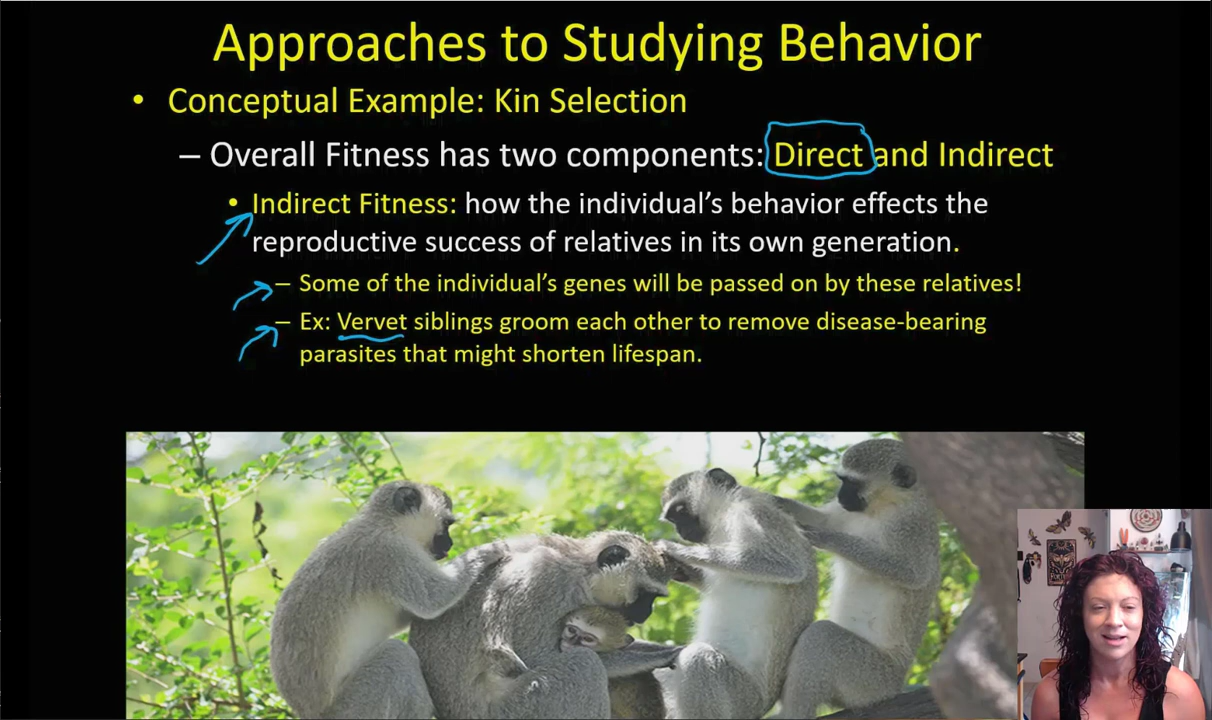 Approaches to Studying Behavior
• Conceptual Example: Kin Selection
– Overall Fitness has two components: Direct and Indirect
• Indirect Fitness: how the individual’s behavior effects the
reproductive success of relatives in its own generation.
– Some of the individual’s genes will be passed on by these relatives!
– Ex: Vervet siblings groom each other to remove disease-bearing
parasites that might shorten lifespan.